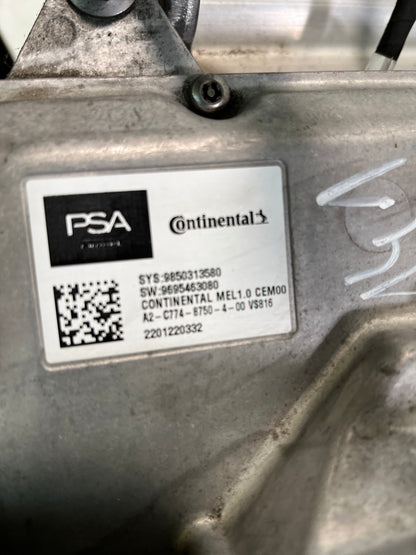 PSA
Continental
SYS:9850313580
SW:9695463080
CONTINENTAL MEL1.0 CEM00
A2-C774-8750-4-00 VS816
2201220332